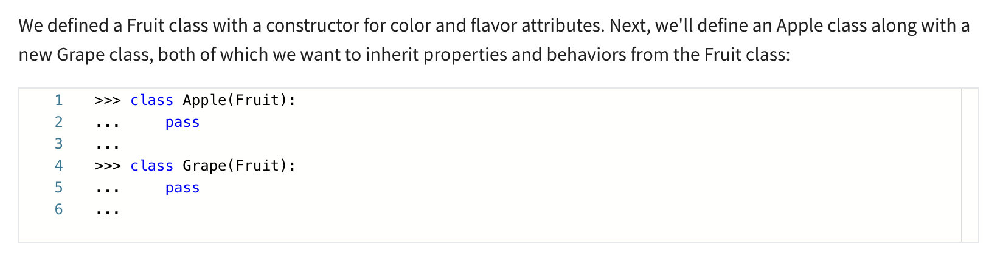 We defined a Fruit class with a constructor for color and flavor attributes. Next, we'll define an Apple class along with a
new Grape class, both of which we want to inherit properties and behaviors from the Fruit class:
1 >>> class Apple(Fruit):
2 ...     pass
3 ...
4 >>> class Grape(Fruit):
5 ...     pass
6 ...